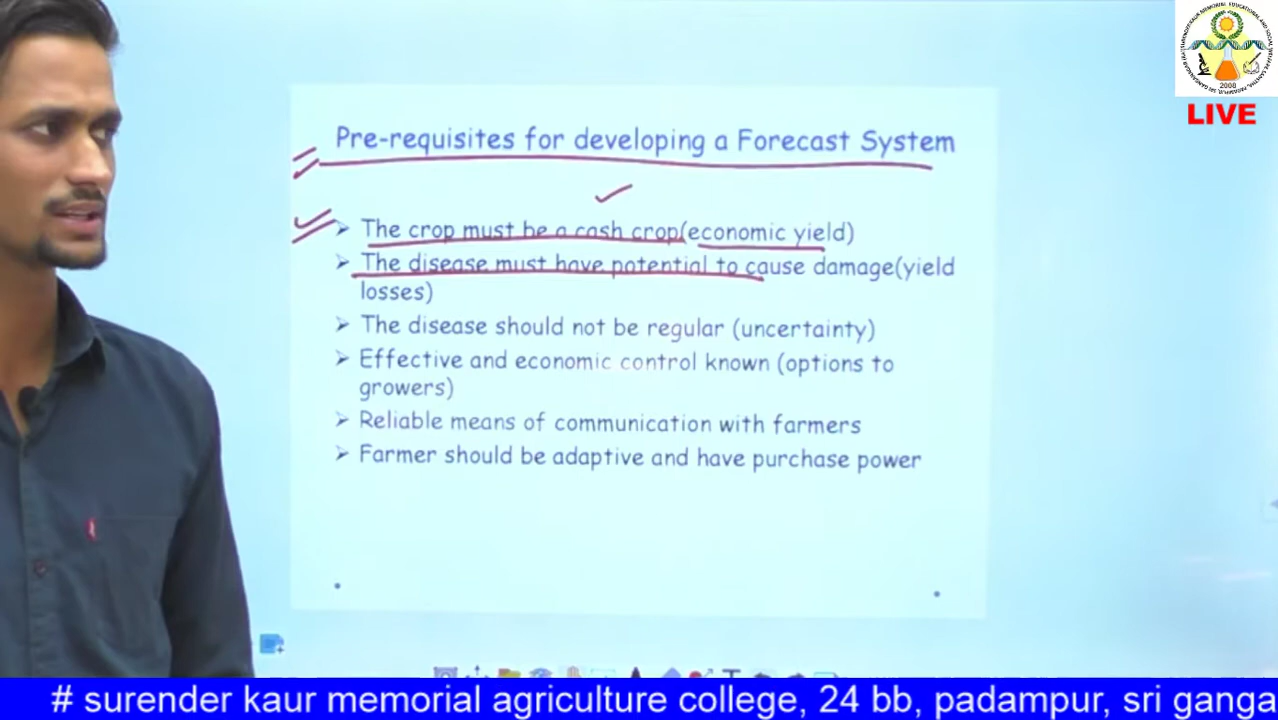 2008
LIVE
Pre-requisites for developing a Forecast System
➢ The crop must be a cash crop(economic yield)
➢ The disease must have potential to cause damage(yield
losses)
➢ The disease should not be regular (uncertainty)
➢ Effective and economic control known (options to
growers)
➢ Reliable means of communication with farmers
➢ Farmer should be adaptive and have purchase power
# surender kaur memorial agriculture college, 24 bb, padampur, sri ganga